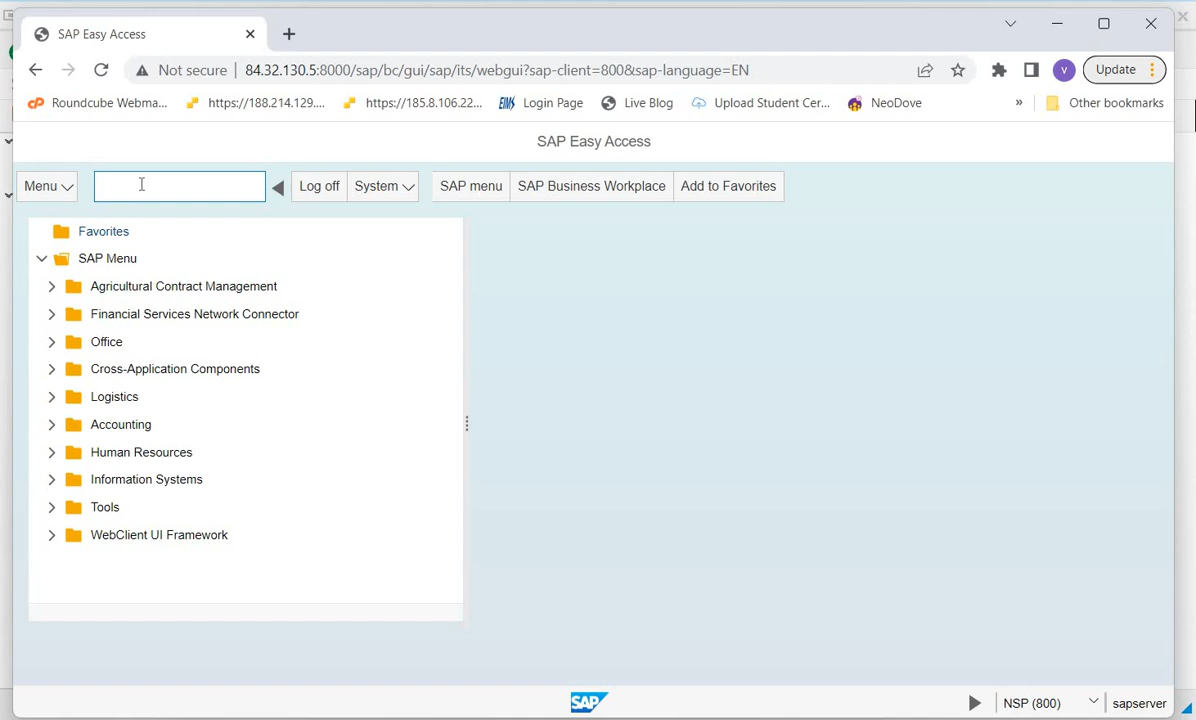 SAP Easy Access
Not secure 84.32.130.5:8000/sap/bc/gui/sap/its/webgui?sap-client=800&sap-language=EN
V
Update
Roundcube Webma... https://188.214.129.... https://185.8.106.22... EIMS Login Page Live Blog Upload Student Cer... NeoDove » Other bookmarks
SAP Easy Access
Menu Log off System SAP menu SAP Business Workplace Add to Favorites
Favorites
SAP Menu
Agricultural Contract Management
Financial Services Network Connector
Office
Cross-Application Components
Logistics
Accounting
Human Resources
Information Systems
Tools
WebClient UI Framework
SAP NSP (800) sapserver